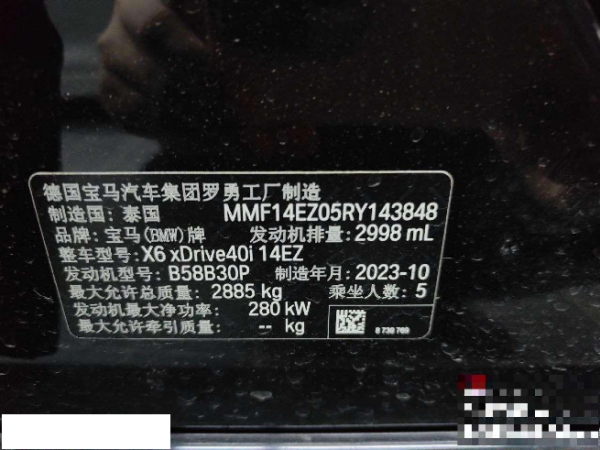 德国宝马汽车集团罗勇工厂制造
制造国: 泰国 MMF14EZ05RY143848
品牌: 宝马(BMW)牌 发动机排量: 2998 mL
整车型号: X6 xDrive40i 14EZ
发动机型号: B58B30P 制造年月: 2023-10
最大允许总质量: 2885 kg 乘坐人数: 5
发动机最大净功率: 280 kW
最大允许牵引质量: -- kg
8 738 769